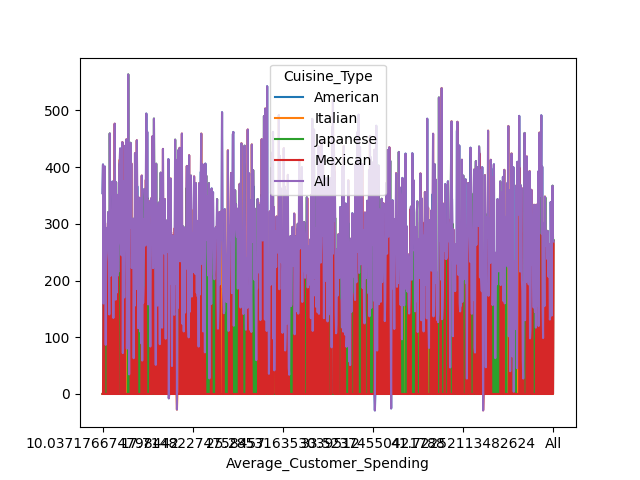 Cuisine_Type
American
Italian
Japanese
Mexican
All
500
400
300
200
100
0
All
Average_Customer_Spending